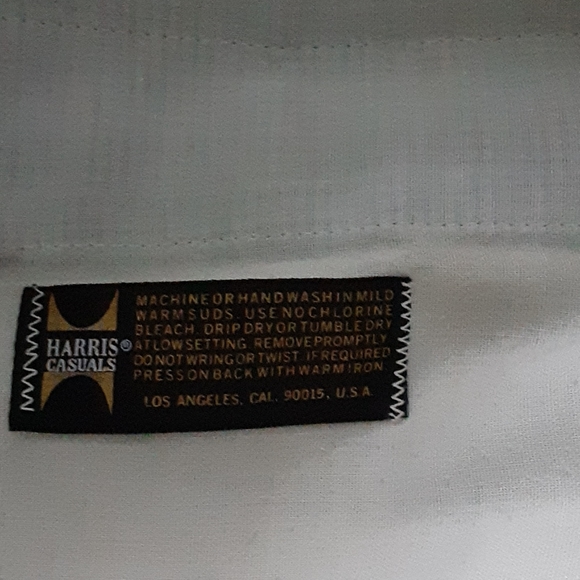 HARRIS®
CASUALS
MACHINE OR HAND WASH IN MILD
WARM SUDS. USE NO CHLORINE
BLEACH. DRIP DRY OR TUMBLE DRY
AT LOW SETTING. REMOVE PROMPTLY
DO NOT WRING OR TWIST. IF REQUIRED
PRESS ON BACK WITH WARM IRON.
LOS ANGELES, CAL. 90015, U.S.A.